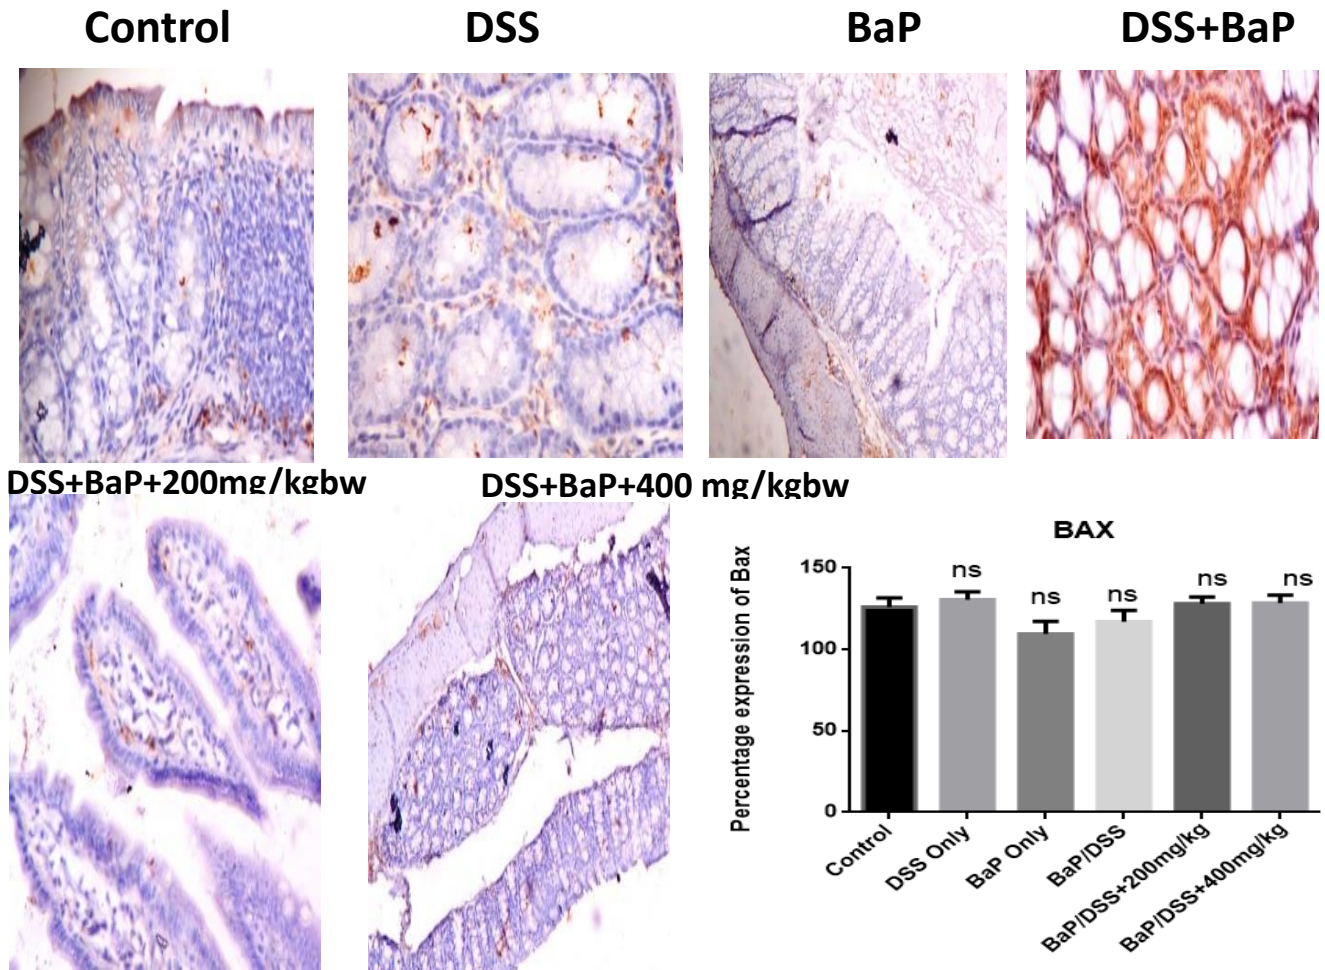 Control DSS BaP DSS+BaP
DSS+BaP+200mg/kgbw DSS+BaP+400 mg/kgbw
BAX
Percentage expression of Bax
150
100
50
0
ns ns ns ns ns
Control
DSS Only
BaP Only
BaP/DSS
BaP/DSS+200mg/kg
BaP/DSS+400mg/kg